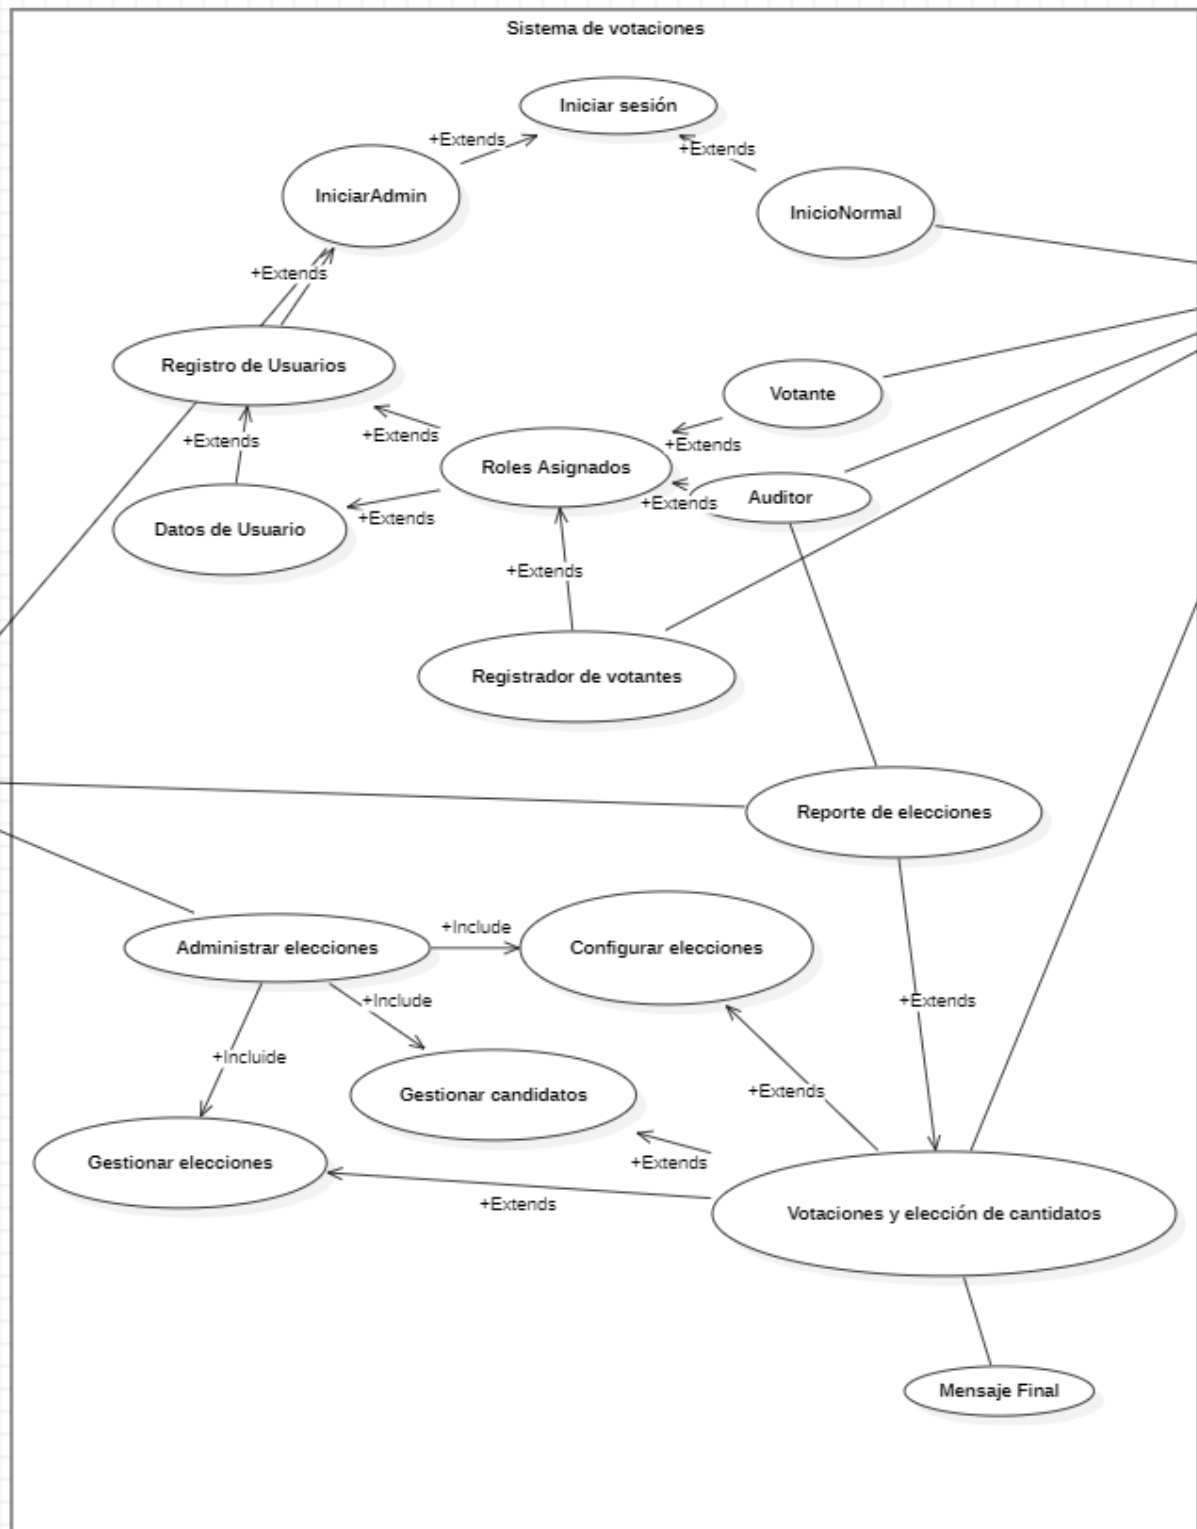 Sistema de votaciones
Iniciar sesión
+Extends
+Extends
IniciarAdmin
InicioNormal
+Extends
Registro de Usuarios
Votante
+Extends
+Extends
+Extends
Roles Asignados
Auditor
+Extends
+Extends
Datos de Usuario
+Extends
Registrador de votantes
Reporte de elecciones
+Include
Administrar elecciones
Configurar elecciones
+Include
+Extends
+Incluide
+Extends
Gestionar candidatos
Gestionar elecciones
+Extends
+Extends
Votaciones y elección de cantidatos
Mensaje Final